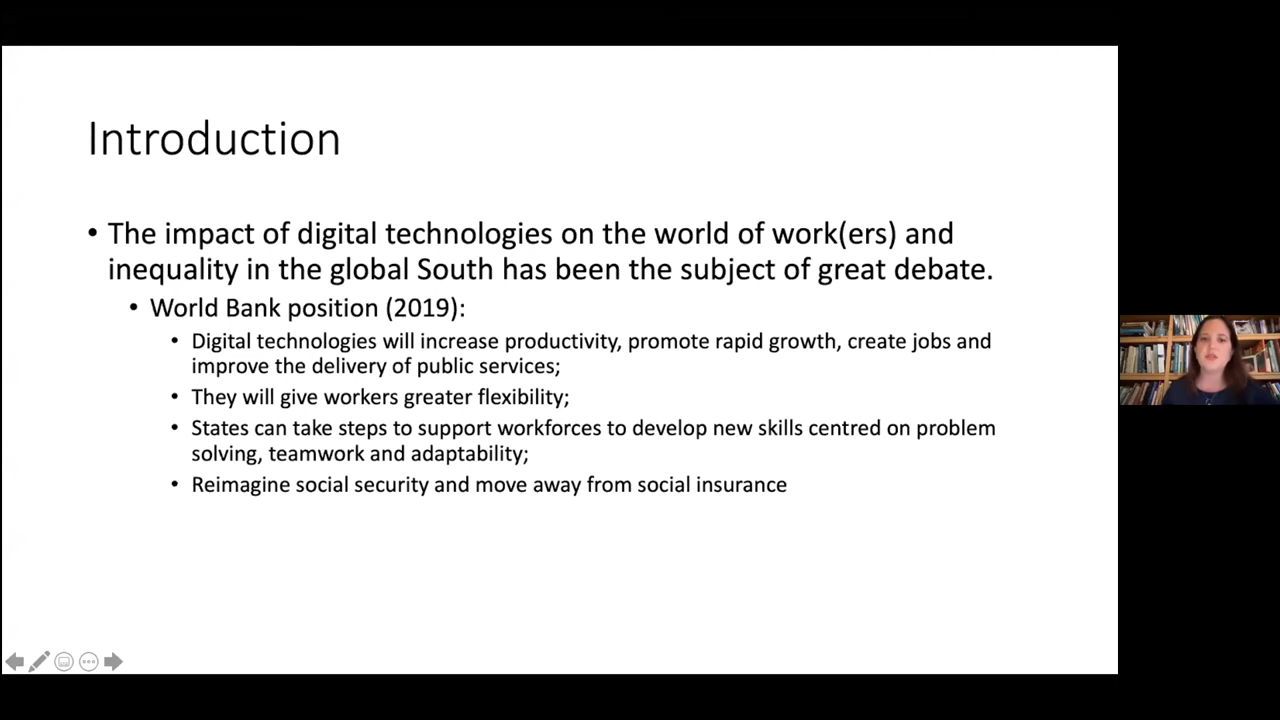 Introduction
• The impact of digital technologies on the world of work(ers) and
inequality in the global South has been the subject of great debate.
• World Bank position (2019):
• Digital technologies will increase productivity, promote rapid growth, create jobs and
improve the delivery of public services;
• They will give workers greater flexibility;
• States can take steps to support workforces to develop new skills centred on problem
solving, teamwork and adaptability;
• Reimagine social security and move away from social insurance